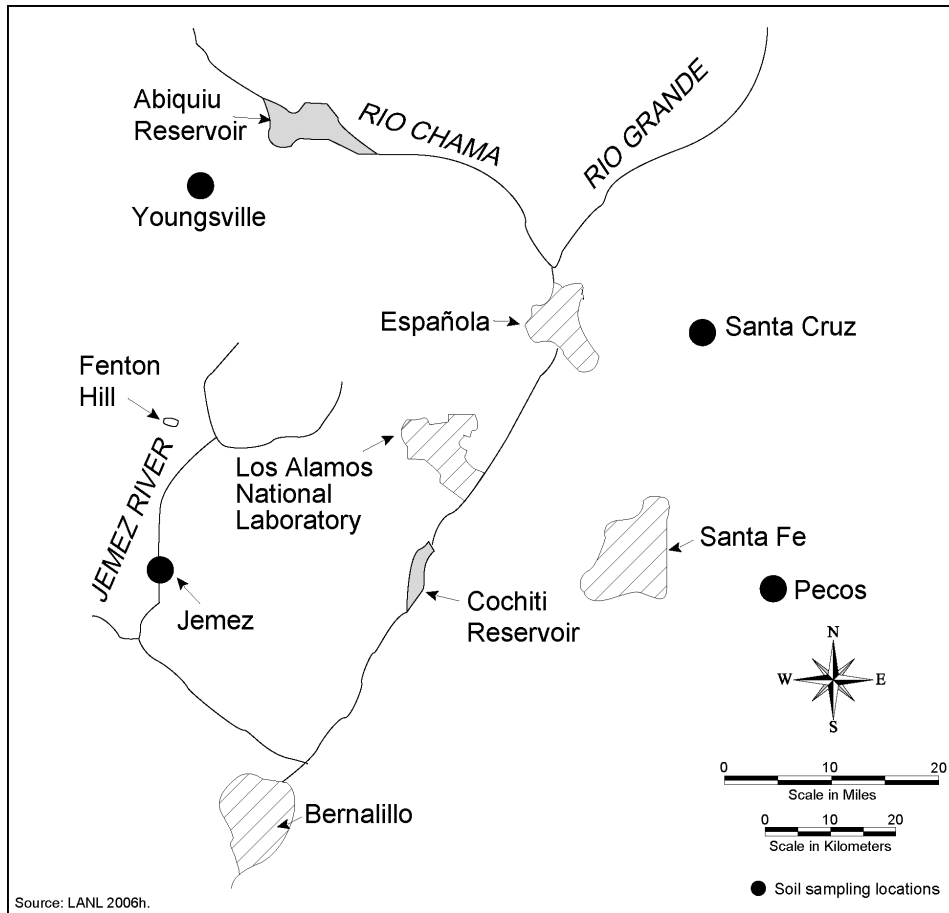 Abiquiu
Reservoir
RIO CHAMA
RIO GRANDE
Youngsville
Española
Santa Cruz
Fenton
Hill
JEMEZ RIVER
Los Alamos
National
Laboratory
Santa Fe
Jemez
Cochiti
Reservoir
Pecos
N
W E
S
0 10 20
Scale in Miles
0 10 20
Scale in Kilometers
Bernalillo
Soil sampling locations
Source: LANL 2006h.